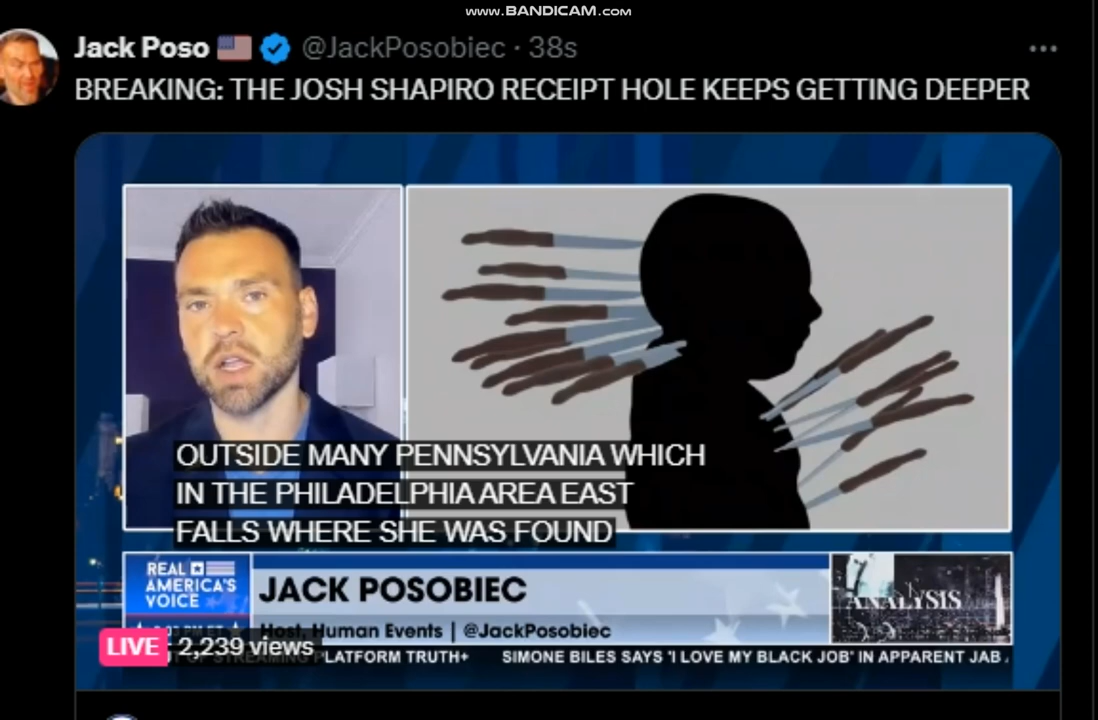 www.BANDICAM.com
Jack Poso @JackPosobiec · 38s
BREAKING: THE JOSH SHAPIRO RECEIPT HOLE KEEPS GETTING DEEPER
OUTSIDE MANY PENNSYLVANIA WHICH
IN THE PHILADELPHIA AREA EAST
FALLS WHERE SHE WAS FOUND
REAL
AMERICA'S
VOICE
JACK POSOBIEC
Host, Human Events | @JackPosobiec
ANALYSIS
LIVE 2,239 views
STREAMING PLATFORM TRUTH+ SIMONE BILES SAYS 'I LOVE MY BLACK JOB' IN APPARENT JAB